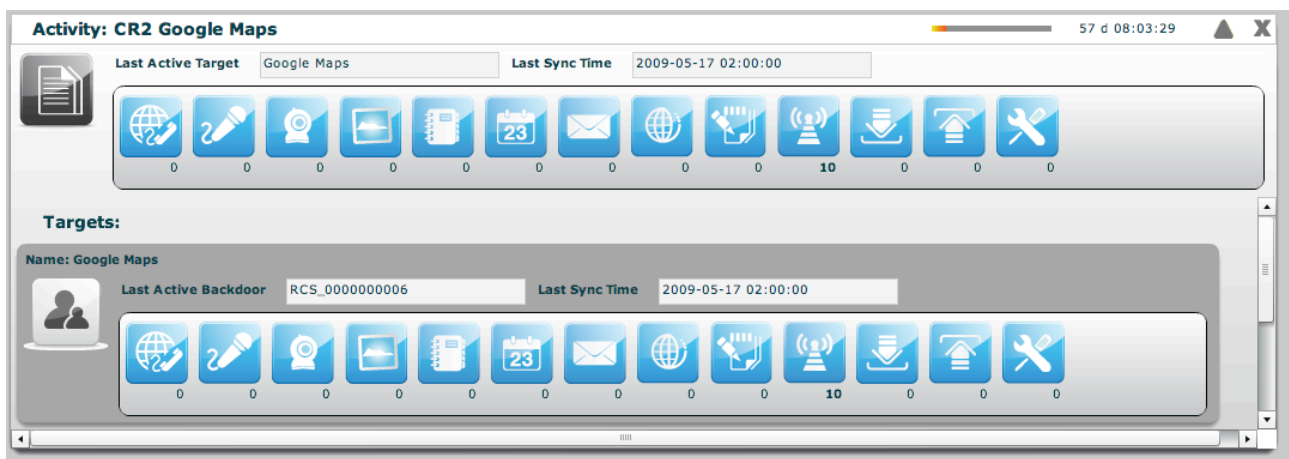 Activity: CR2 Google Maps 57 d 08:03:29 X
Last Active Target Google Maps Last Sync Time 2009-05-17 02:00:00
23
0 0 0 0 0 0 0 0 0 10 0 0 0
Targets:
Name: Google Maps
Last Active Backdoor RCS_0000000006 Last Sync Time 2009-05-17 02:00:00
23
0 0 0 0 0 0 0 0 0 10 0 0 0